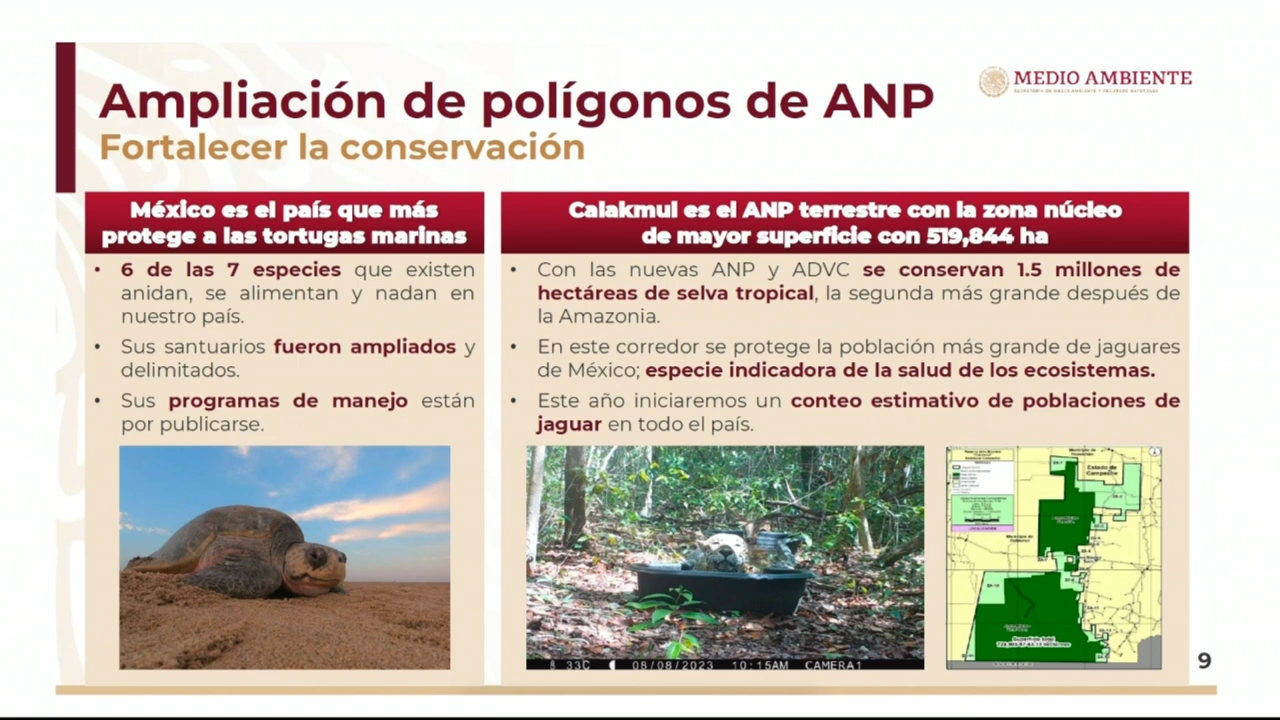 Ampliación de polígonos de ANP
Fortalecer la conservación
MEDIO AMBIENTE
SECRETARÍA DE MEDIO AMBIENTE Y RECURSOS NATURALES
México es el país que más
protege a las tortugas marinas
• 6 de las 7 especies que existen
anidan, se alimentan y nadan en
nuestro país.
• Sus santuarios fueron ampliados y
delimitados.
• Sus programas de manejo están
por publicarse.
Calakmul es el ANP terrestre con la zona núcleo
de mayor superficie con 519,844 ha
• Con las nuevas ANP y ADVC se conservan 1.5 millones de
hectáreas de selva tropical, la segunda más grande después de
la Amazonia.
• En este corredor se protege la población más grande de jaguares
de México; especie indicadora de la salud de los ecosistemas.
• Este año iniciaremos un conteo estimativo de poblaciones de
jaguar en todo el país.
33C 08/08/2023 10:15AM CAMERA1
Estado de
Campeche
9